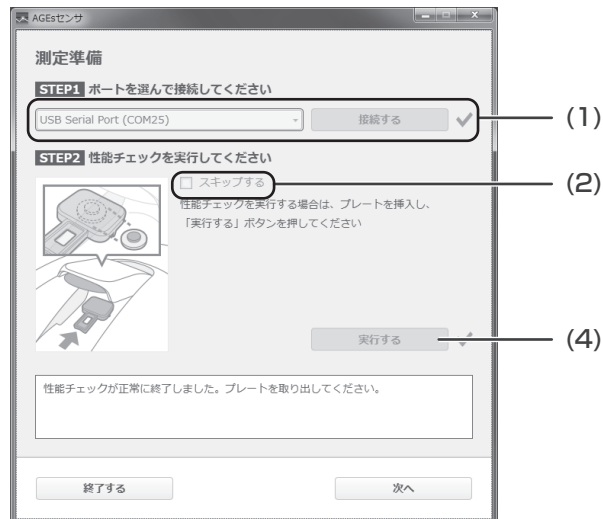 AGEsセンサ
測定準備
STEP1 ポートを選んで接続してください
USB Serial Port (COM25) 接続する (1)
STEP2 性能チェックを実行してください
スキップする (2)
性能チェックを実行する場合は、プレートを挿入し、
「実行する」ボタンを押してください
実行する (4)
性能チェックが正常に終了しました。プレートを取り出してください。
終了する 次へ